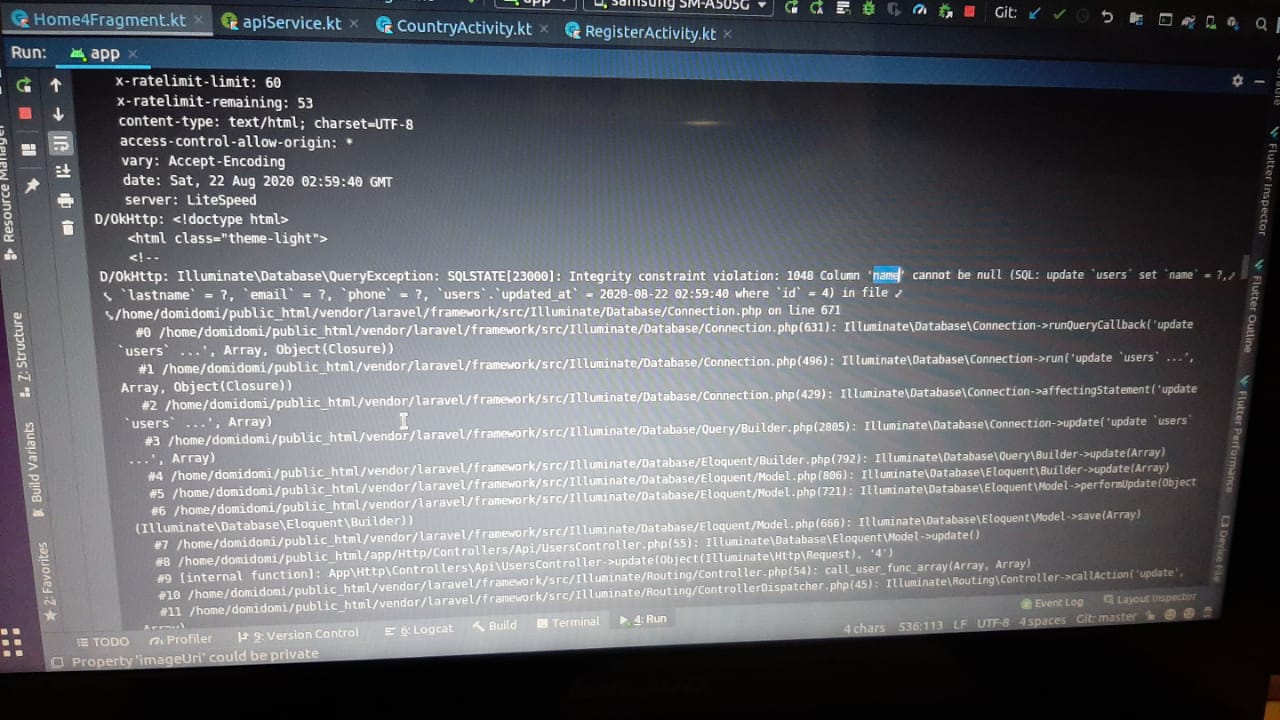 Home4Fragment.kt
apiService.kt
CountryActivity.kt
RegisterActivity.kt
app
samsung SM-A505G
Git:
Run: app
x-ratelimit-limit: 60
x-ratelimit-remaining: 53
content-type: text/html; charset=UTF-8
access-control-allow-origin: *
vary: Accept-Encoding
date: Sat, 22 Aug 2020 02:59:40 GMT
server: LiteSpeed
D/OkHttp: <!doctype html>
<html class="theme-light">
<!--
D/OkHttp: Illuminate\Database\QueryException: SQLSTATE[23000]: Integrity constraint violation: 1048 Column 'name' cannot be null (SQL: update `users` set `name` = ?,
`lastname` = ?, `email` = ?, `phone` = ?, `users`.`updated_at` = 2020-08-22 02:59:40 where `id` = 4) in file
/home/domidomi/public_html/vendor/laravel/framework/src/Illuminate/Database/Connection.php on line 671
#0 /home/domidomi/public_html/vendor/laravel/framework/src/Illuminate/Database/Connection.php(631): Illuminate\Database\Connection->runQueryCallback('update
`users` ...', Array, Object(Closure))
#1 /home/domidomi/public_html/vendor/laravel/framework/src/Illuminate/Database/Connection.php(496): Illuminate\Database\Connection->run('update `users` ...',
Array, Object(Closure))
#2 /home/domidomi/public_html/vendor/laravel/framework/src/Illuminate/Database/Connection.php(429): Illuminate\Database\Connection->affectingStatement('update
`users` ...', Array)
#3 /home/domidomi/public_html/vendor/laravel/framework/src/Illuminate/Database/Query/Builder.php(2805): Illuminate\Database\Connection->update('update `users`
...', Array)
#4 /home/domidomi/public_html/vendor/laravel/framework/src/Illuminate/Database/Eloquent/Builder.php(792): Illuminate\Database\Query\Builder->update(Array)
#5 /home/domidomi/public_html/vendor/laravel/framework/src/Illuminate/Database/Eloquent/Model.php(806): Illuminate\Database\Eloquent\Builder->update(Array)
#6 /home/domidomi/public_html/vendor/laravel/framework/src/Illuminate/Database/Eloquent/Model.php(721): Illuminate\Database\Eloquent\Model->performUpdate(Object
(Illuminate\Database\Eloquent\Builder))
#7 /home/domidomi/public_html/vendor/laravel/framework/src/Illuminate/Database/Eloquent/Model.php(666): Illuminate\Database\Eloquent\Model->save(Array)
#8 /home/domidomi/public_html/app/Http/Controllers/Api/UsersController.php(55): Illuminate\Database\Eloquent\Model->update()
#9 [internal function]: App\Http\Controllers\Api\UsersController->update(Object(Illuminate\Http\Request), '4')
#10 /home/domidomi/public_html/vendor/laravel/framework/src/Illuminate/Routing/Controller.php(54): call_user_func_array(Array, Array)
#11 /home/domidomi/public_html/vendor/laravel/framework/src/Illuminate/Routing/ControllerDispatcher.php(45): Illuminate\Routing\Controller->callAction('update',
Array)
Resource Manager
7: Structure
Build Variants
2: Favorites
Flutter Inspector
Flutter Outline
Flutter Performance
Event Log
Layout Inspector
TODO
Profiler
9: Version Control
6: Logcat
Build
Terminal
4: Run
4 chars 536:113 LF UTF-8 4 spaces Git: master
Property 'imageUri' could be private